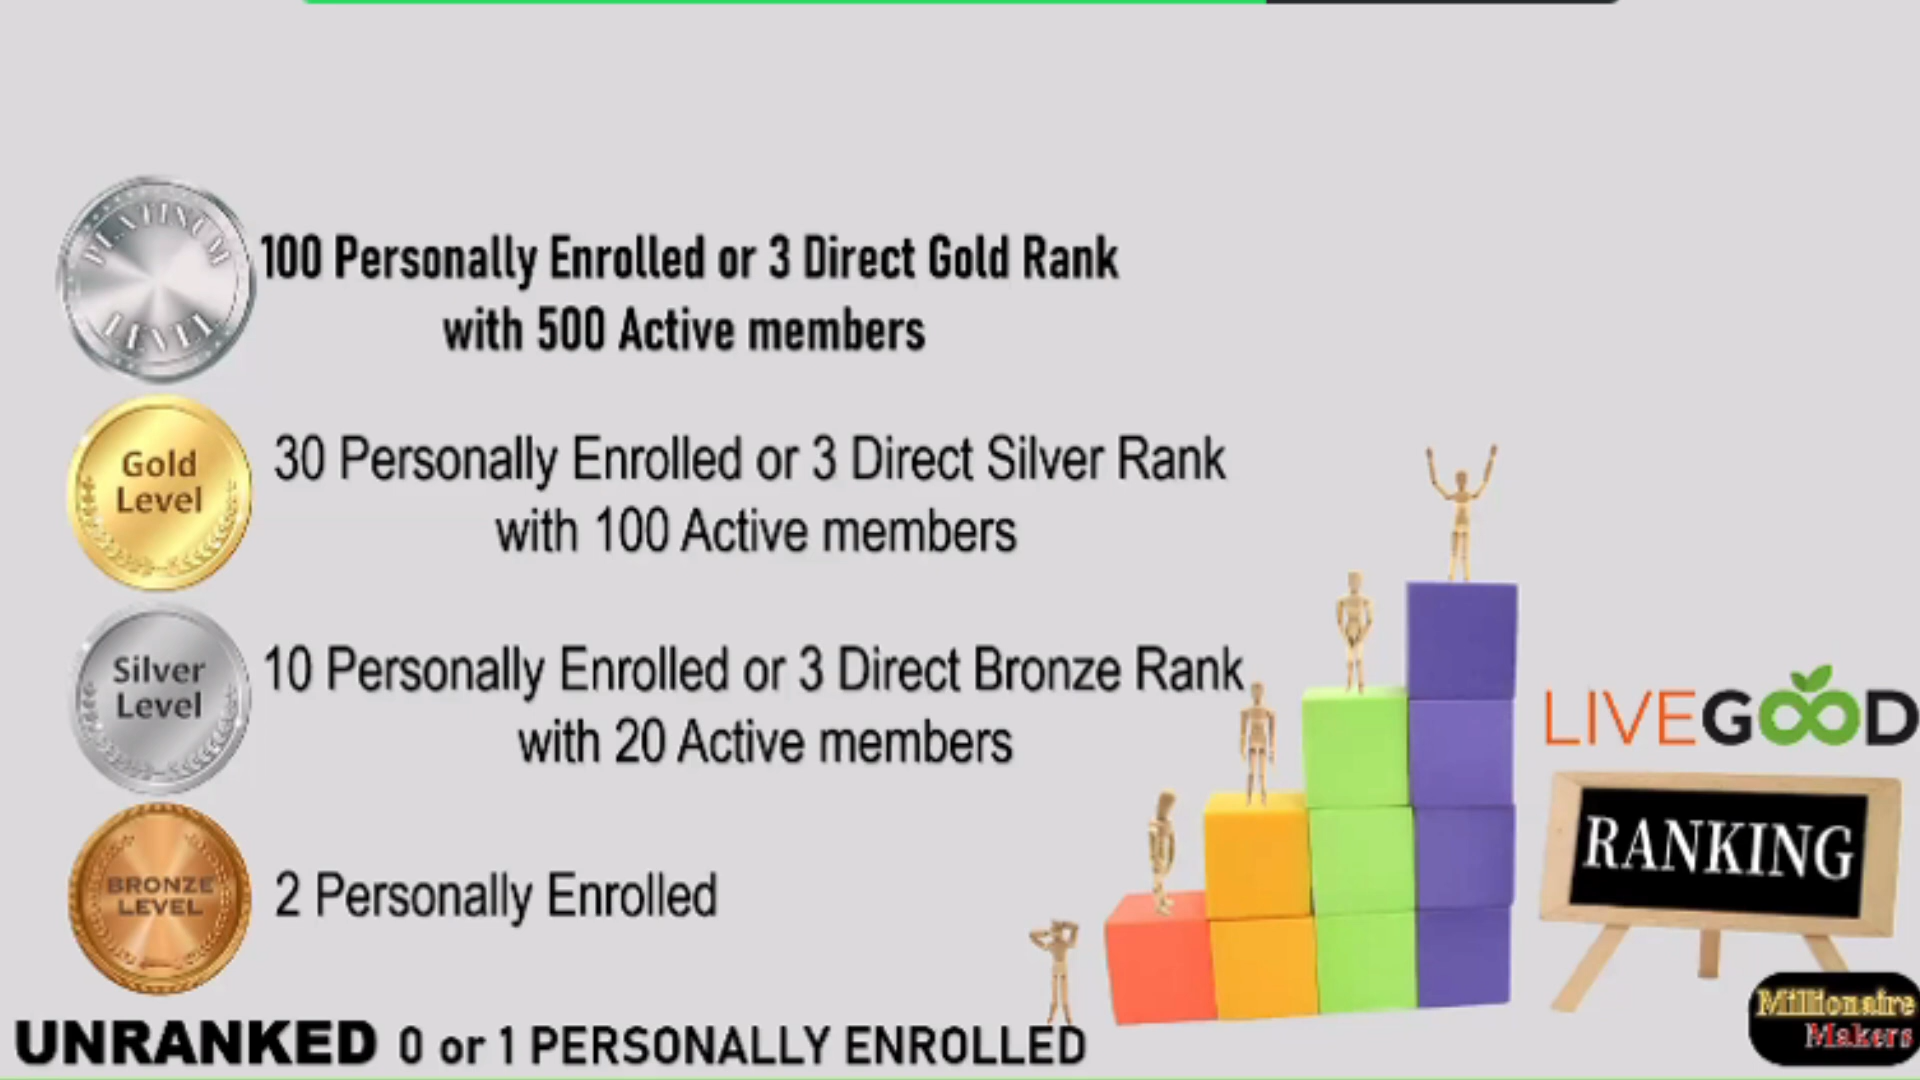 PLATINUM
LEVEL
100 Personally Enrolled or 3 Direct Gold Rank
with 500 Active members
Gold
Level
30 Personally Enrolled or 3 Direct Silver Rank
with 100 Active members
Silver
Level
10 Personally Enrolled or 3 Direct Bronze Rank
with 20 Active members
BRONZE
LEVEL
2 Personally Enrolled
UNRANKED 0 or 1 PERSONALLY ENROLLED
LIVEGOOD
RANKING
Millionaire
Makers